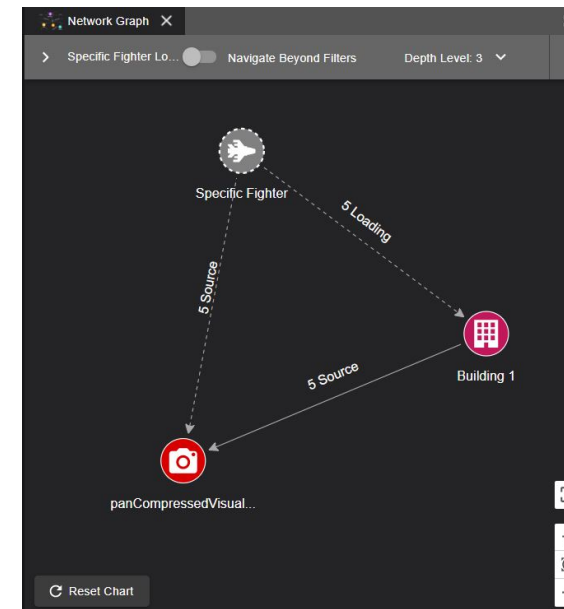 Network Graph
Specific Fighter Lo... Navigate Beyond Filters Depth Level: 3
Specific Fighter
5 Loading
5 Source
Building 1
5 Source
panCompressedVisual...
Reset Chart